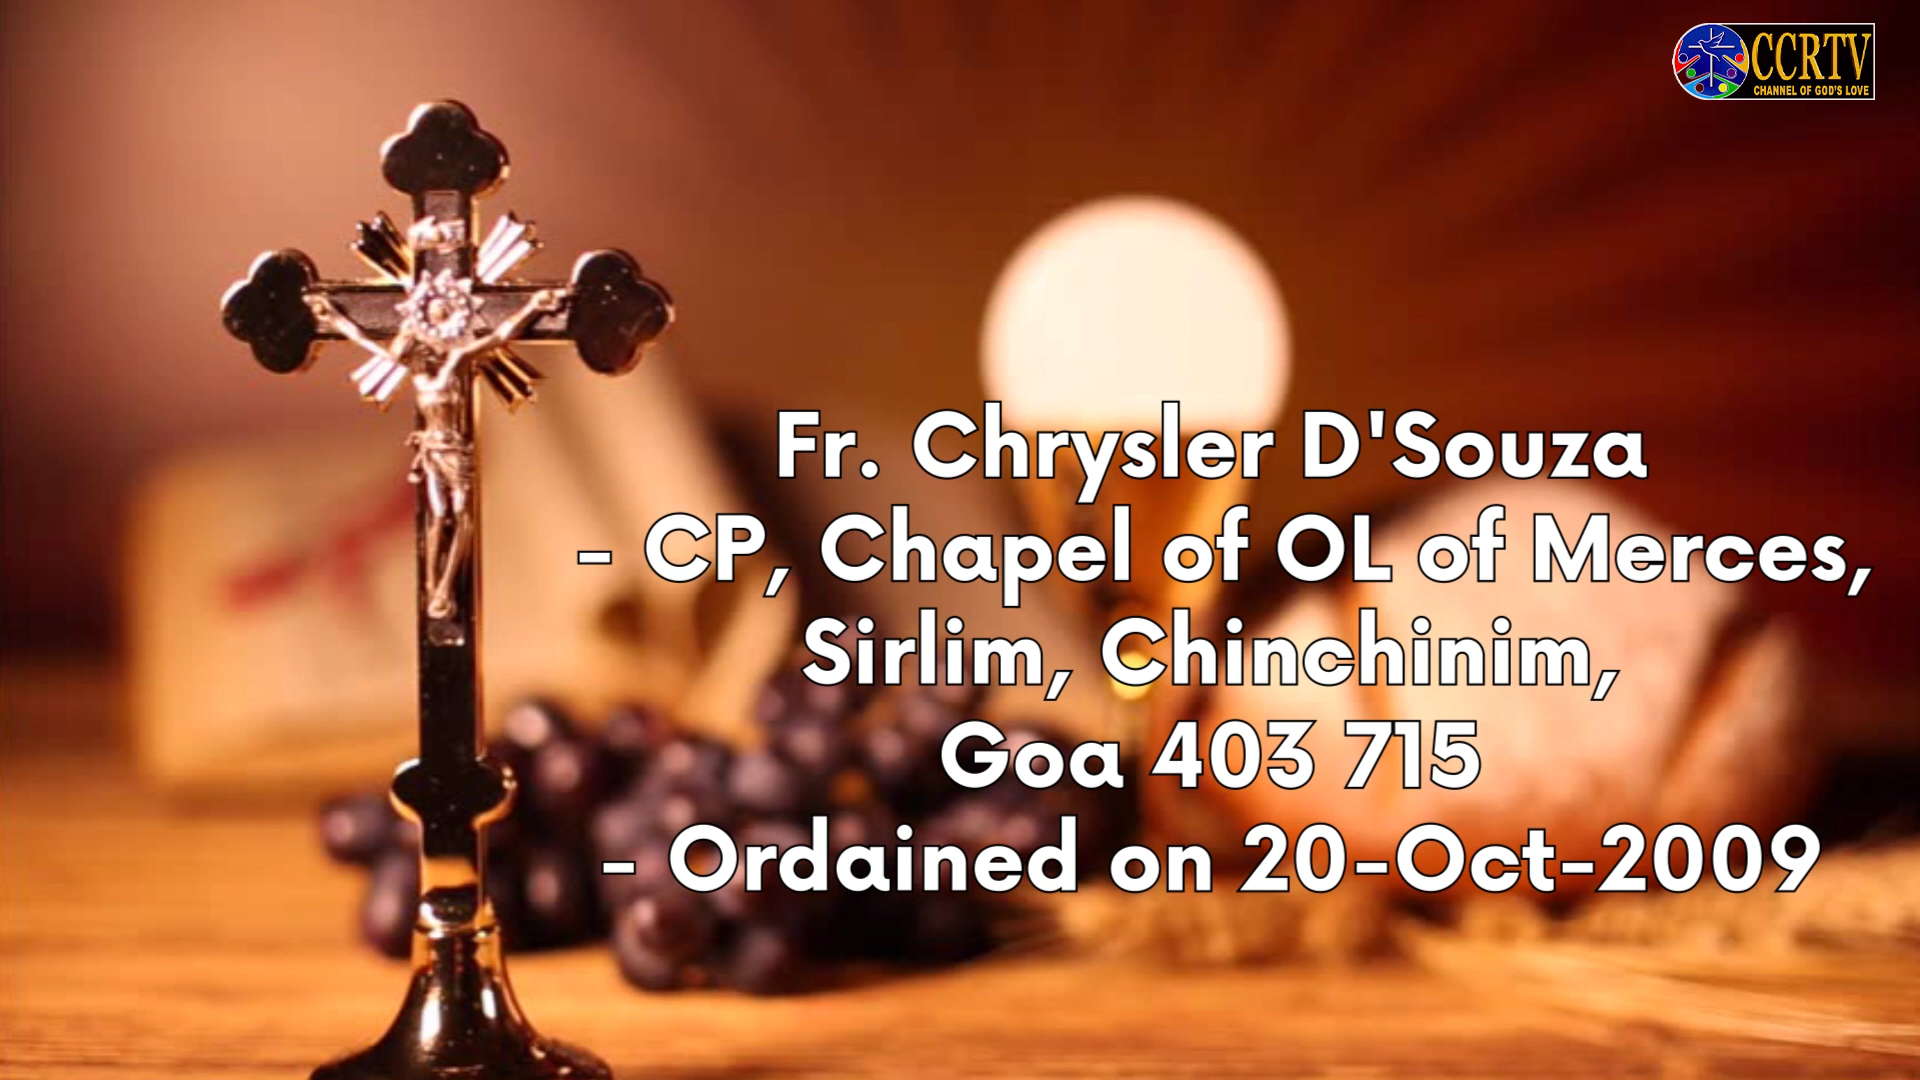 CCRTV
CHANNEL OF GOD'S LOVE
Fr. Chrysler D'Souza
- CP, Chapel of OL of Merces,
Sirlim, Chinchinim,
Goa 403 715
- Ordained on 20-Oct-2009